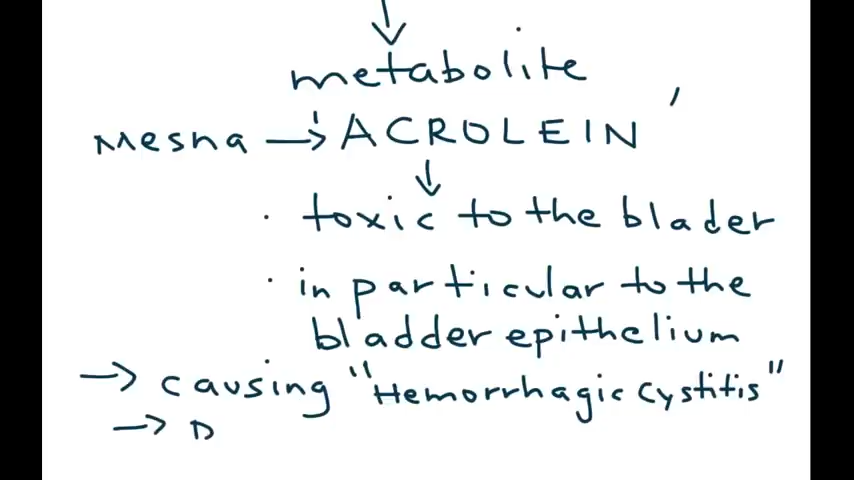 metabolite
Mesna → ACROLEIN
toxic to the blader
in particular to the
bladder epithelium
→ causing "Hemorrhagic cystitis"
→